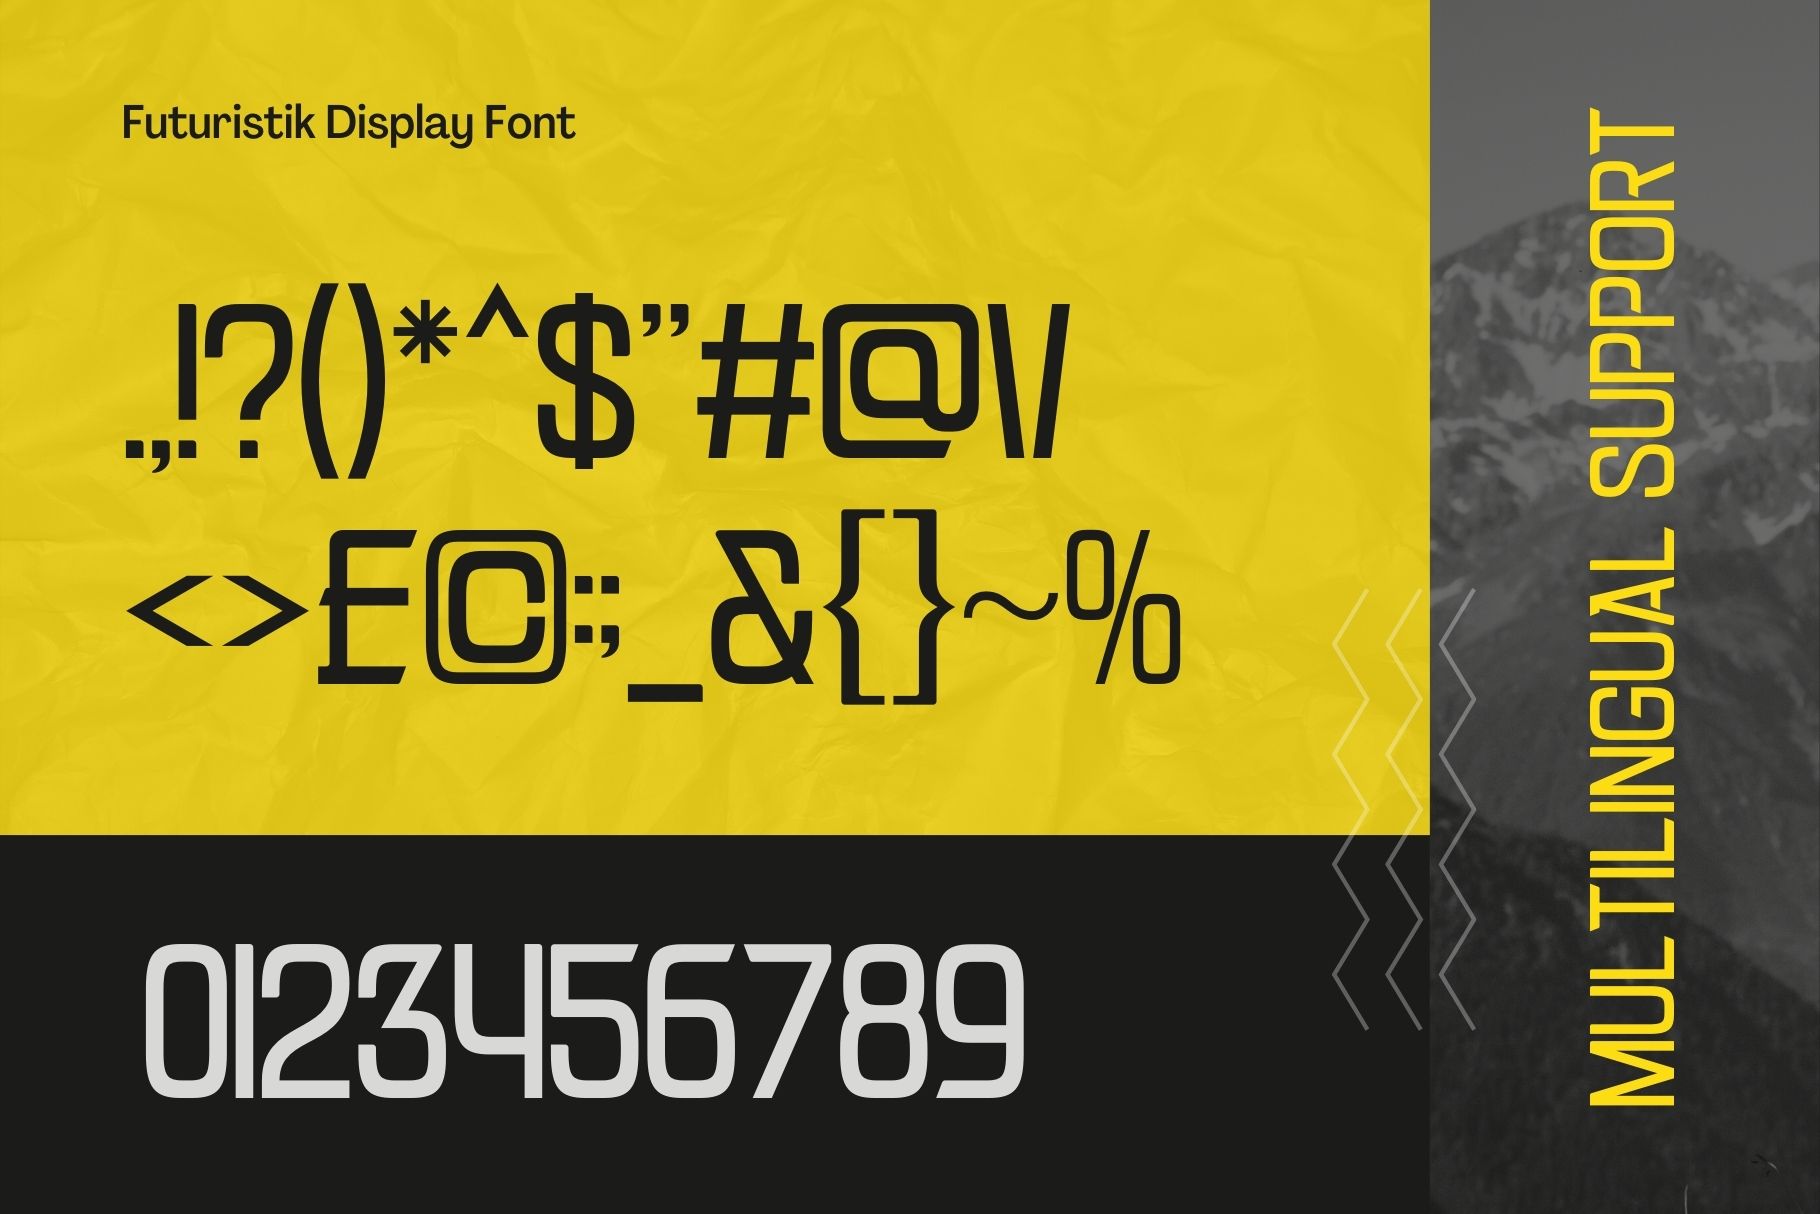 Futuristik Display Font
.,!?()*^$”#@\/
<>£©:;_&{}~%
0123456789
MULTILINGUAL SUPPORT